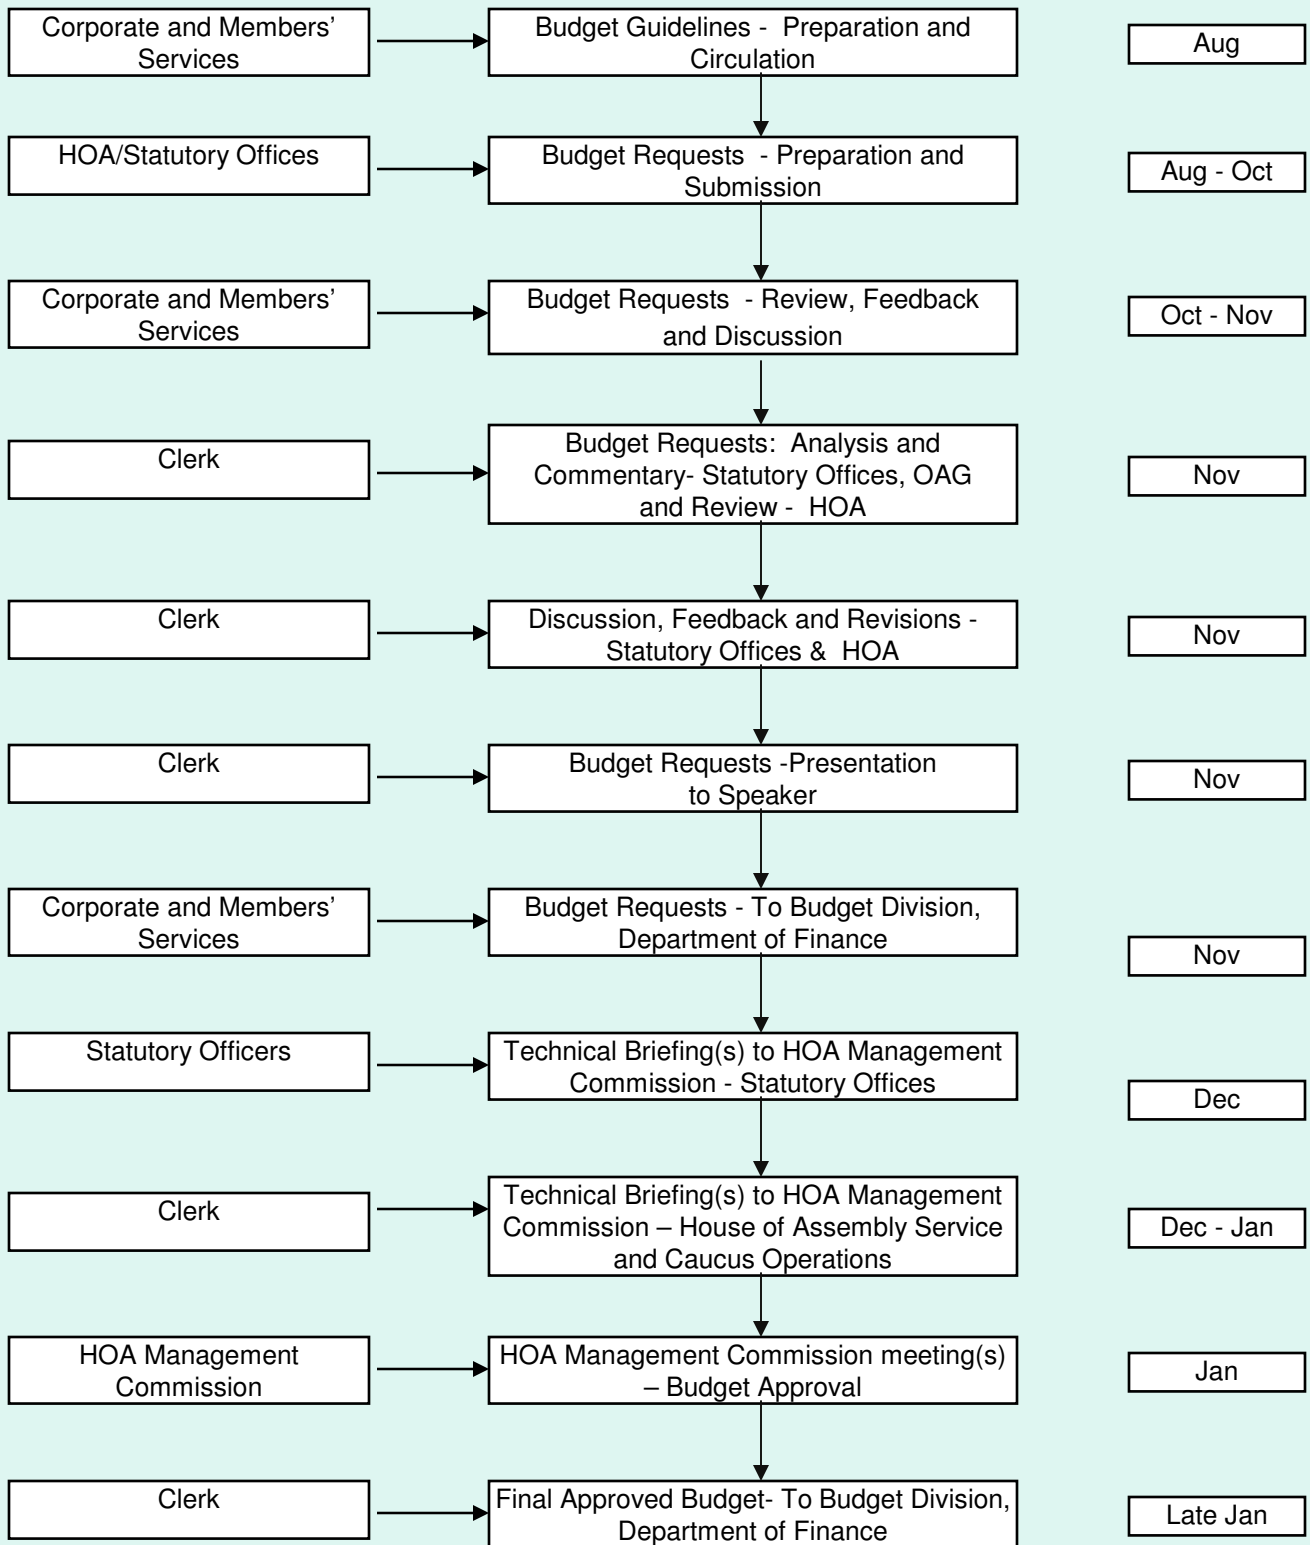 Corporate and Members’
Services
Budget Guidelines - Preparation and
Circulation
Aug
HOA/Statutory Offices
Budget Requests - Preparation and
Submission
Aug - Oct
Corporate and Members’
Services
Budget Requests - Review, Feedback
and Discussion
Oct - Nov
Clerk
Budget Requests: Analysis and
Commentary- Statutory Offices, OAG
and Review - HOA
Nov
Clerk
Discussion, Feedback and Revisions -
Statutory Offices & HOA
Nov
Clerk
Budget Requests -Presentation
to Speaker
Nov
Corporate and Members’
Services
Budget Requests - To Budget Division,
Department of Finance
Nov
Statutory Officers
Technical Briefing(s) to HOA Management
Commission - Statutory Offices
Dec
Clerk
Technical Briefing(s) to HOA Management
Commission – House of Assembly Service
and Caucus Operations
Dec - Jan
HOA Management
Commission
HOA Management Commission meeting(s)
– Budget Approval
Jan
Clerk
Final Approved Budget- To Budget Division,
Department of Finance
Late Jan